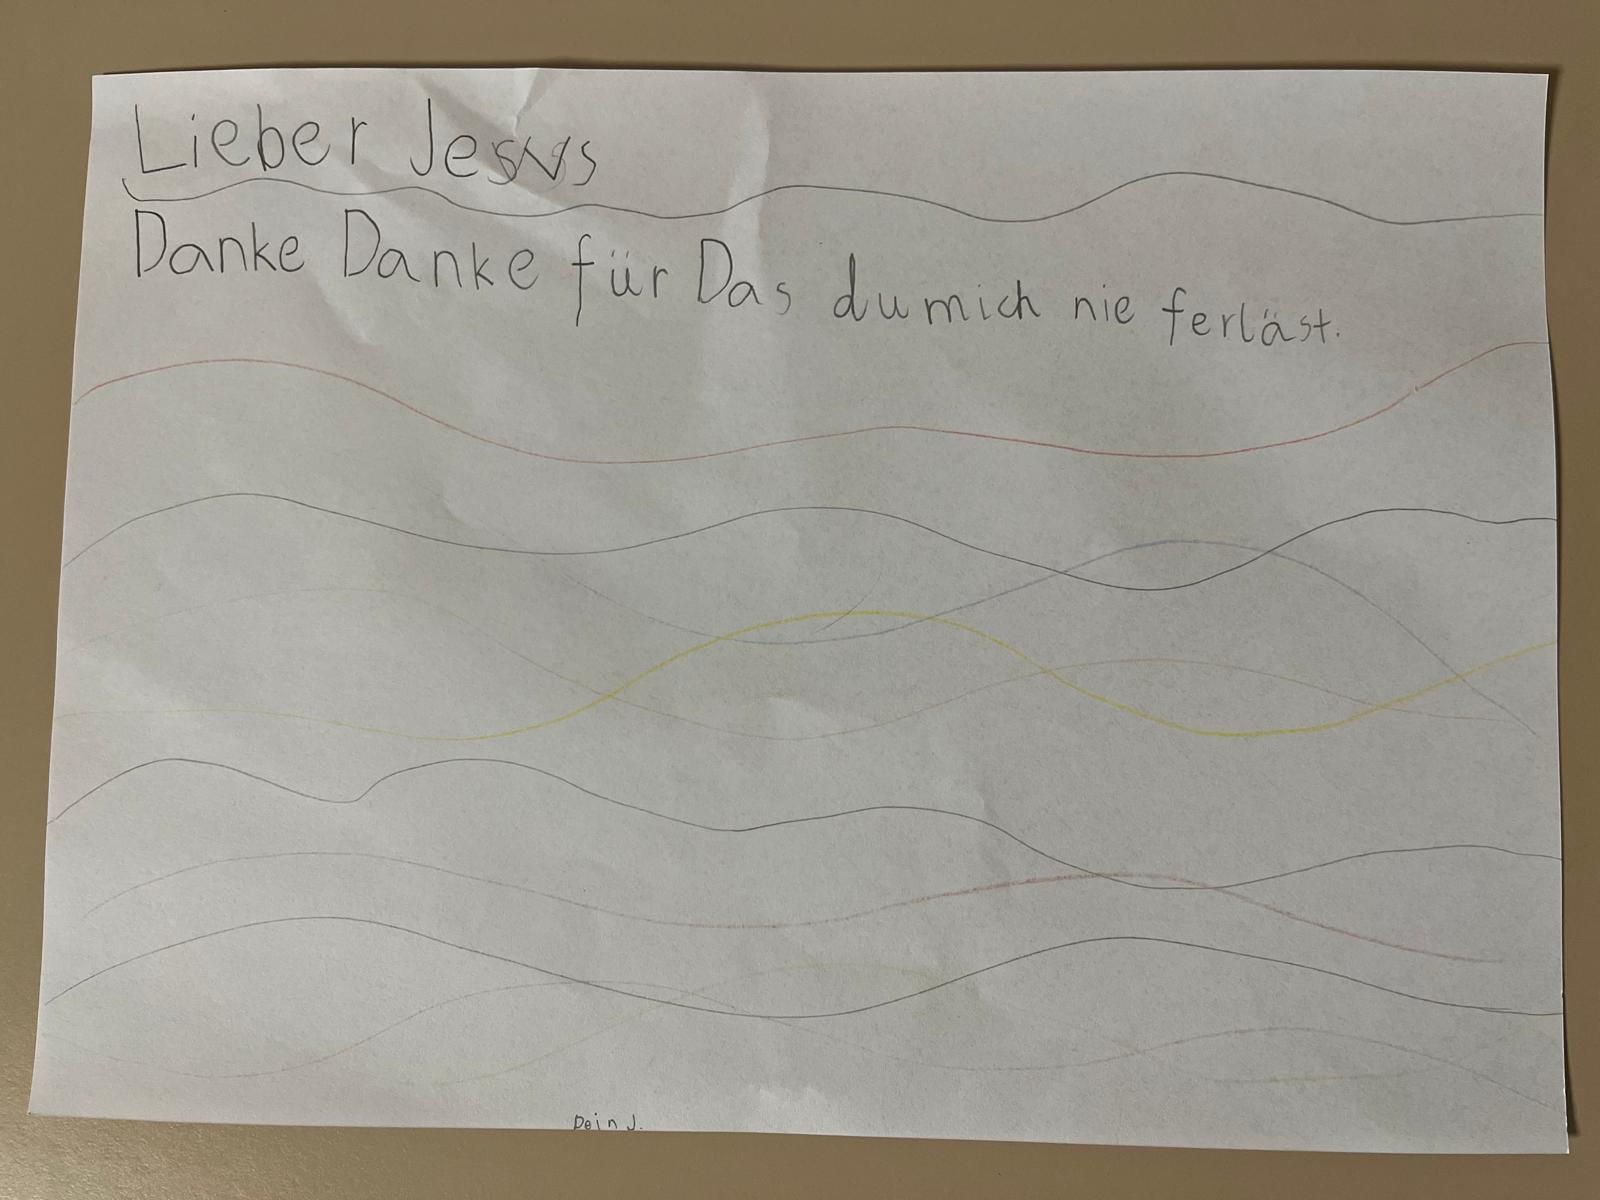 Lieber Jesus
Danke Danke für Das du mich nie ferläst.
Dein J.